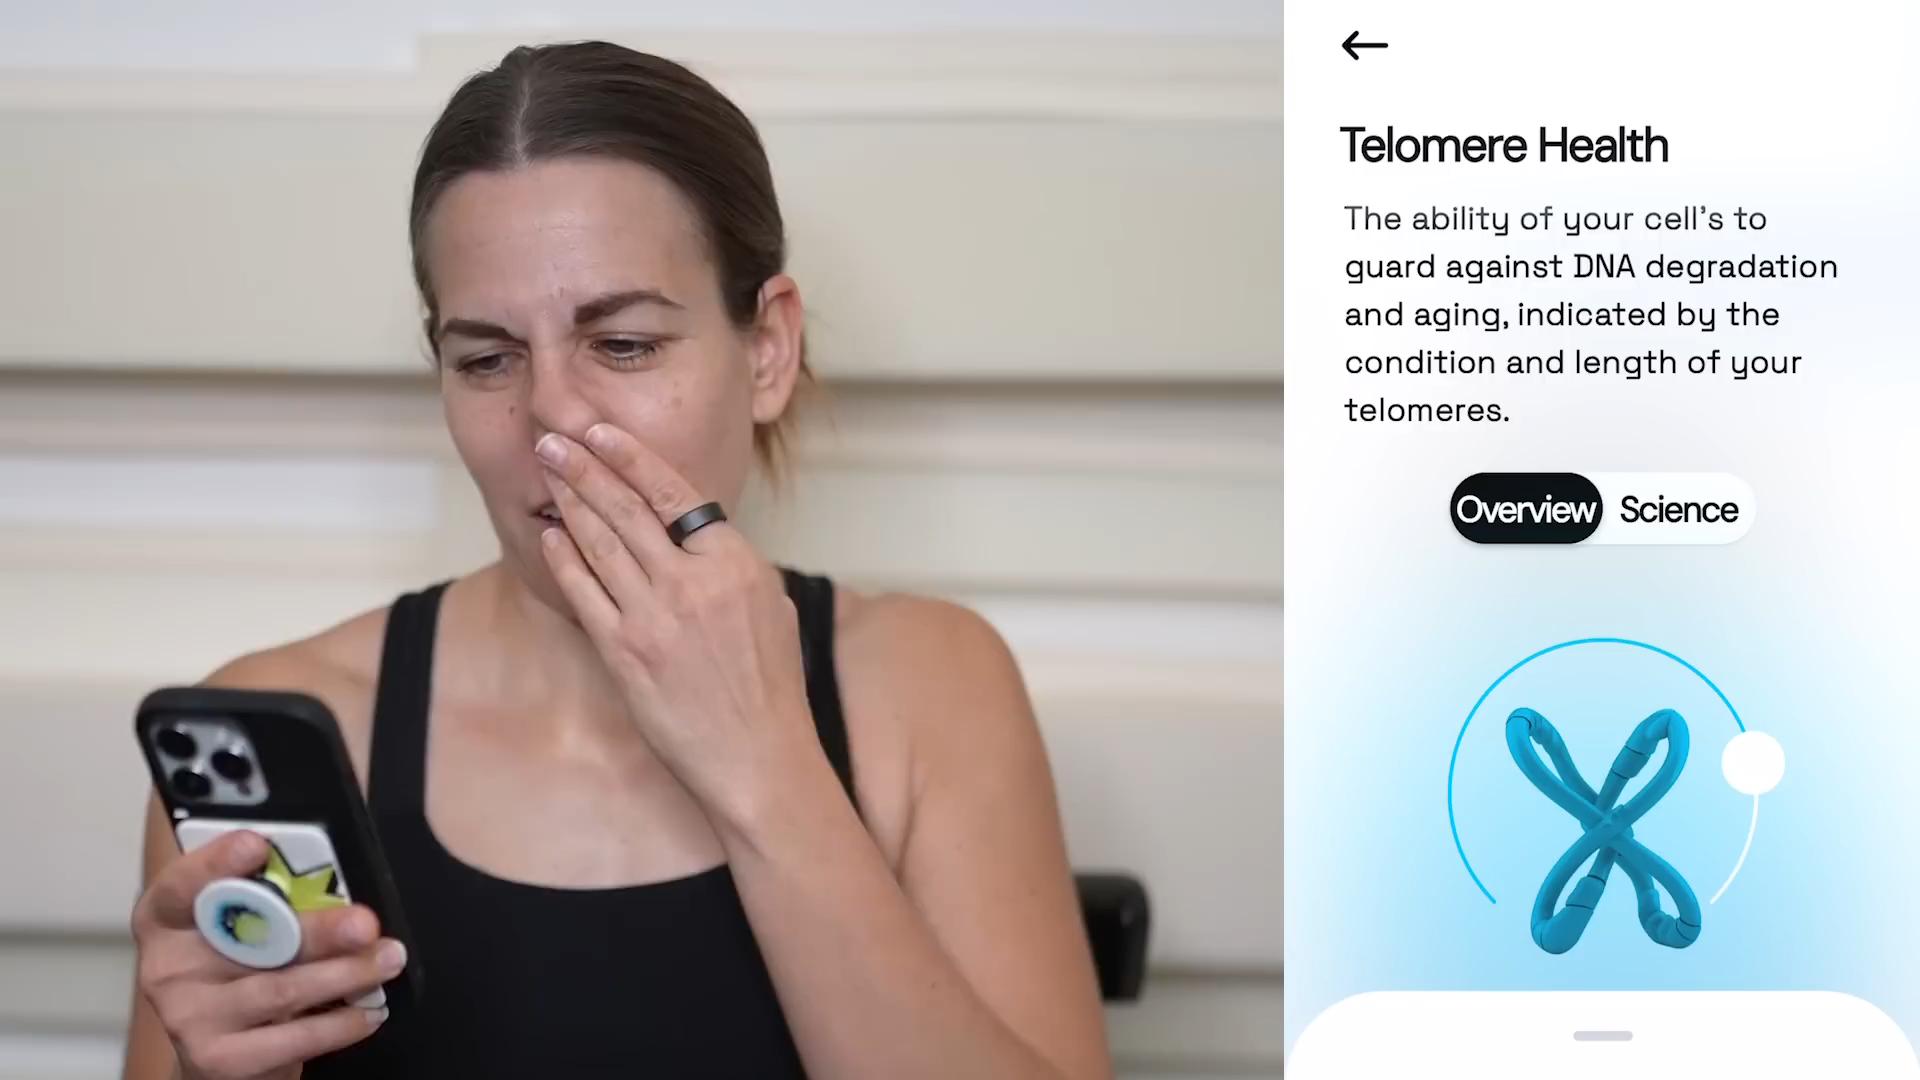 Telomere Health
The ability of your cell's to
guard against DNA degradation
and aging, indicated by the
condition and length of your
telomeres.
Overview Science